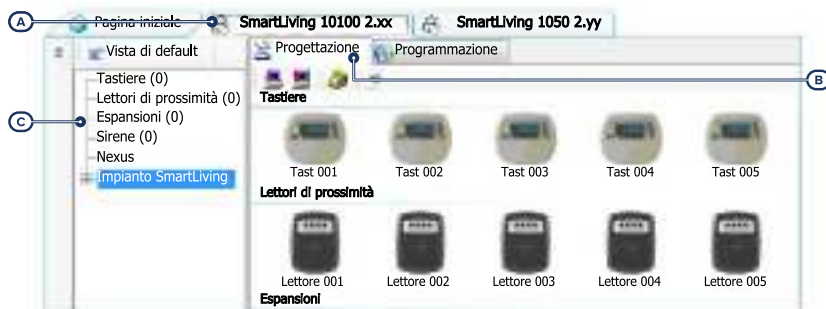 A Pagina iniziale SmartLiving 10100 2.xx SmartLiving 1050 2.yy
Vista di default Progettazione Programmazione
B
Tastiere (0)
Lettori di prossimità (0)
C Espansioni (0)
Sirene (0)
Nexus
Impianto SmartLiving
Tastiere
Tast 001 Tast 002 Tast 003 Tast 004 Tast 005
Lettori di prossimità
Lettore 001 Lettore 002 Lettore 003 Lettore 004 Lettore 005
Espansioni